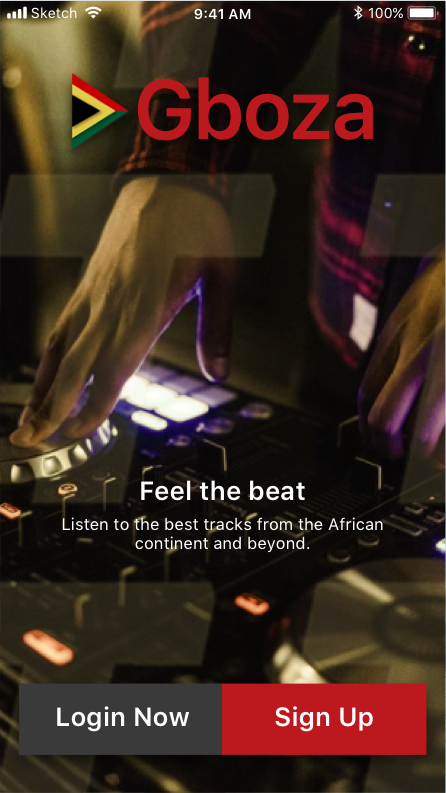 Sketch 9:41 AM 100%
Gboza
Feel the beat
Listen to the best tracks from the African
continent and beyond.
Login Now Sign Up